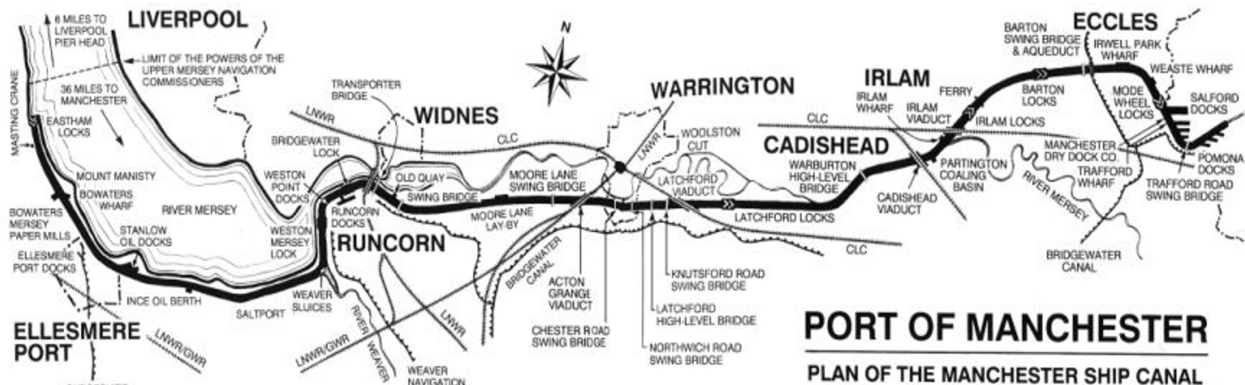 6 MILES TO
LIVERPOOL
PIER HEAD
LIVERPOOL
LIMIT OF THE POWERS OF THE
UPPER MERSEY NAVIGATION
COMMISSIONERS
36 MILES TO
MANCHESTER
MASTING CRANE
EASTHAM LOCKS
MOUNT MANISTY
BOWATERS
WHARF
RIVER MERSEY
BOWATERS
MERSEY
PAPER MILLS
STANLOW
OIL DOCKS
ELLESMERE
PORT DOCKS
INCE OIL BERTH
SALTPORT
ELLESMERE
PORT
LNWR/GWR
WESTON
MERSEY
LOCK
WEAVER
SLUICES
RIVER
WEAVER
WEAVER
NAVIGATION
LNWR
TRANSPORTER
BRIDGE
BRIDGEWATER
LOCK
WIDNES
WESTON
POINT
DOCKS
OLD QUAY
SWING BRIDGE
RUNCORN
DOCKS
RUNCORN
LNWR/GWR
LNWR
N
CLC
MOORE LANE
SWING BRIDGE
MOORE LANE
LAY-BY
BRIDGEWATER
CANAL
ACTON
GRANGE
VIADUCT
CHESTER ROAD
SWING BRIDGE
NORTHWICH ROAD
SWING BRIDGE
LATCHFORD
HIGH-LEVEL BRIDGE
KNUTSFORD ROAD
SWING BRIDGE
WARRINGTON
LNWR
WOOLSTON
CUT
LATCHFORD
VIADUCT
LATCHFORD LOCKS
CLC
CLC
CADISHEAD
WARBURTON
HIGH-LEVEL
BRIDGE
IRLAM
IRLAM
WHARF
IRLAM
VIADUCT
FERRY
IRLAM LOCKS
CADISHEAD
VIADUCT
PARTINGTON
COALING
BASIN
RIVER MERSEY
BARTON
LOCKS
BARTON
SWING BRIDGE
& AQUEDUCT
ECCLES
IRWELL PARK
WHARF
WEASTE WHARF
MODE
WHEEL
LOCKS
SALFORD
DOCKS
MANCHESTER
DRY DOCK CO.
TRAFFORD
WHARF
POMONA
DOCKS
TRAFFORD ROAD
SWING BRIDGE
BRIDGEWATER
CANAL
PORT OF MANCHESTER
PLAN OF THE MANCHESTER SHIP CANAL